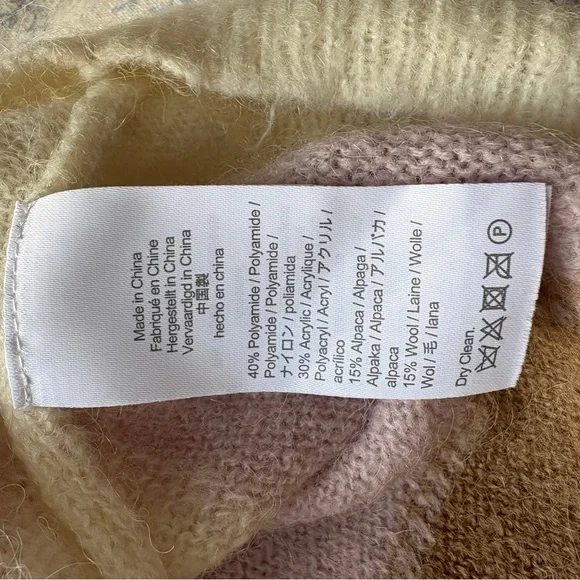 Made in China
Fabriqué en Chine
Hergestellt in China
Vervaardigd in China
中国製
hecho en china
40% Polyamide / Polyamide /
Polyamide / Polyamide /
ナイロン / poliamida
30% Acrylic / Acrylique /
Polyacryl / Acryl / アクリル /
acrílico
15% Alpaca / Alpaga /
Alpaka / Alpaca / アルパカ /
alpaca
15% Wool / Laine / Wolle /
Wol / 毛 / lana
Dry Clean.
P